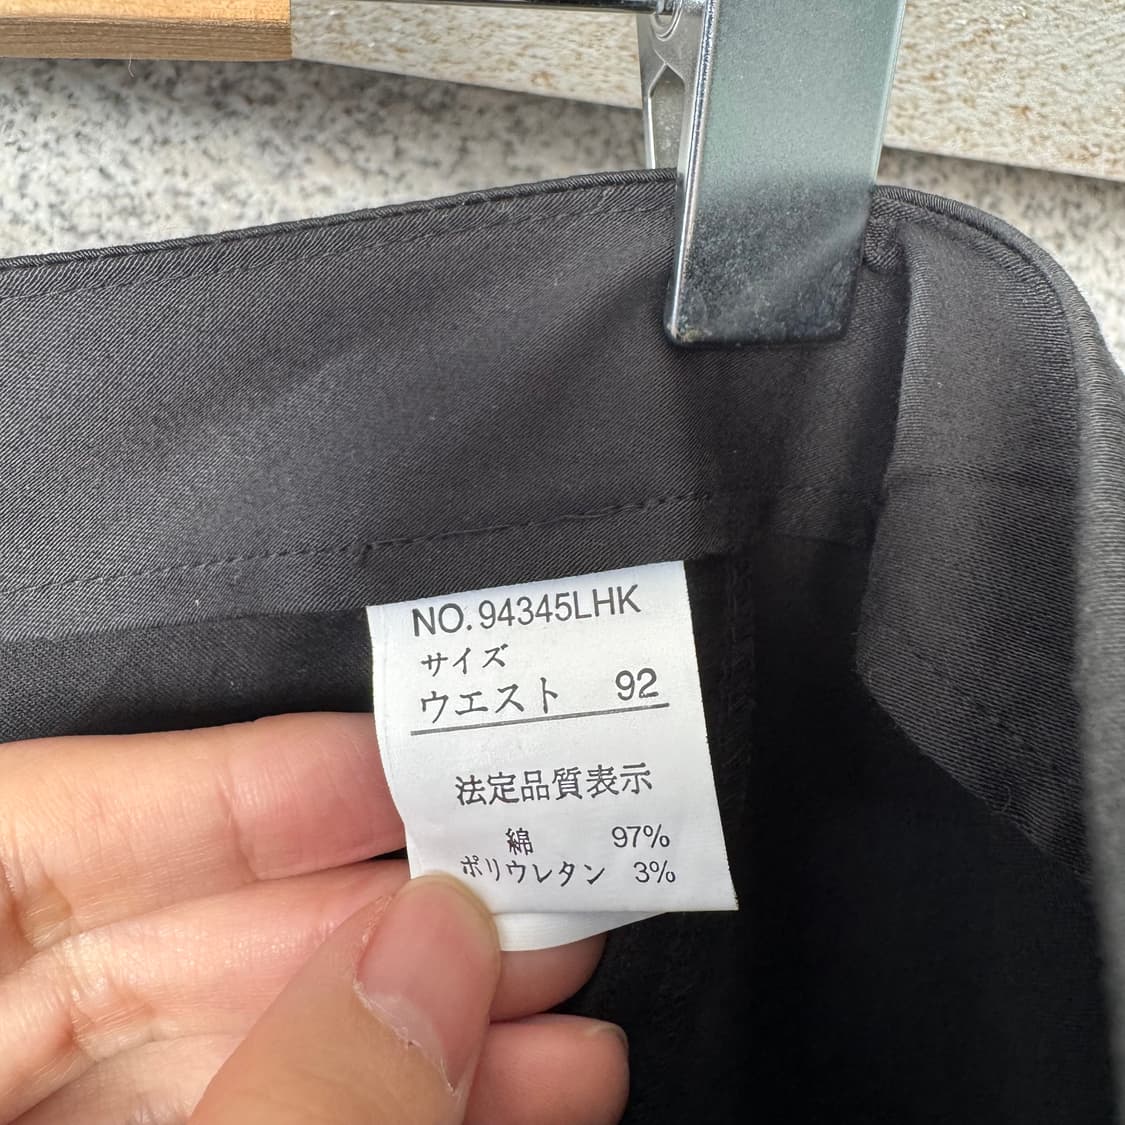 NO.94345LHK
サイズ
ウエスト 92
法定品質表示
綿 97%
ポリウレタン 3%